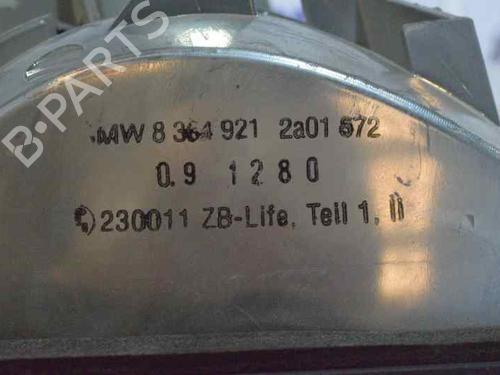 MW 8 364 921 2a01 672
0.9 1280
230011 ZB-Life, Teil 1, II
B-PARTS